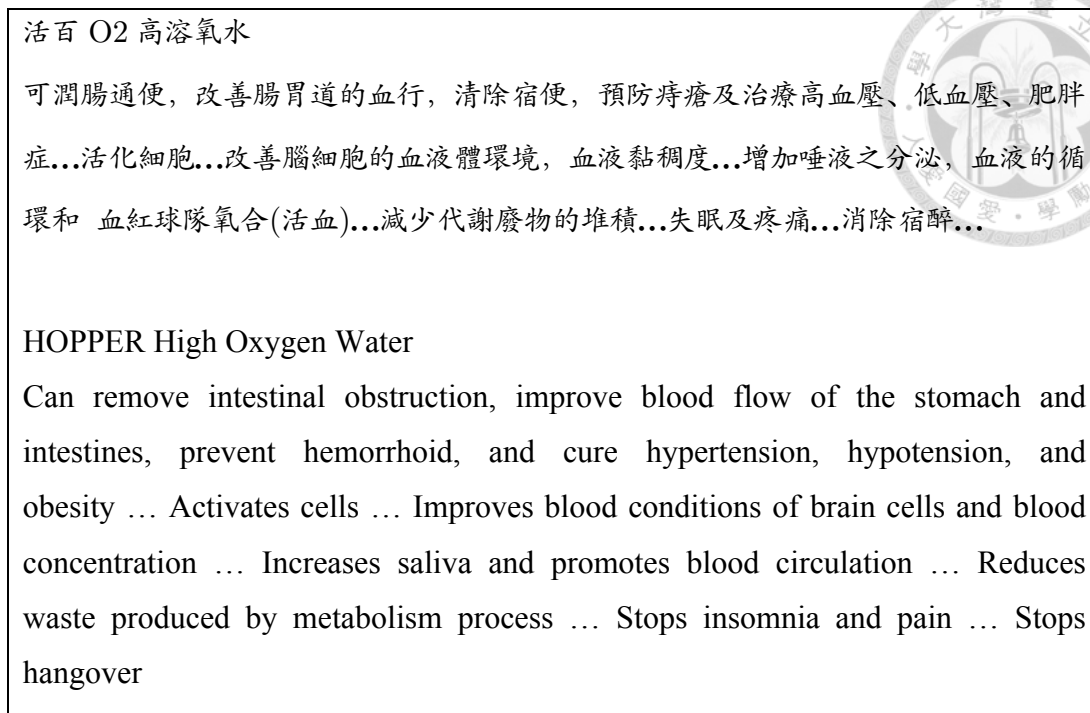 活百 O2 高溶氧水
可潤腸通便，改善腸胃道的血行，清除宿便，預防痔瘡及治療高血壓、低血壓、肥胖
症…活化細胞…改善腦細胞的血液體環境，血液黏稠度…增加唾液之分泌，血液的循
環和 血紅球隊氧合(活血)…減少代謝廢物的堆積…失眠及疼痛…消除宿醉…
HOPPER High Oxygen Water
Can remove intestinal obstruction, improve blood flow of the stomach and
intestines, prevent hemorrhoid, and cure hypertension, hypotension, and
obesity … Activates cells … Improves blood conditions of brain cells and blood
concentration … Increases saliva and promotes blood circulation … Reduces
waste produced by metabolism process … Stops insomnia and pain … Stops
hangover